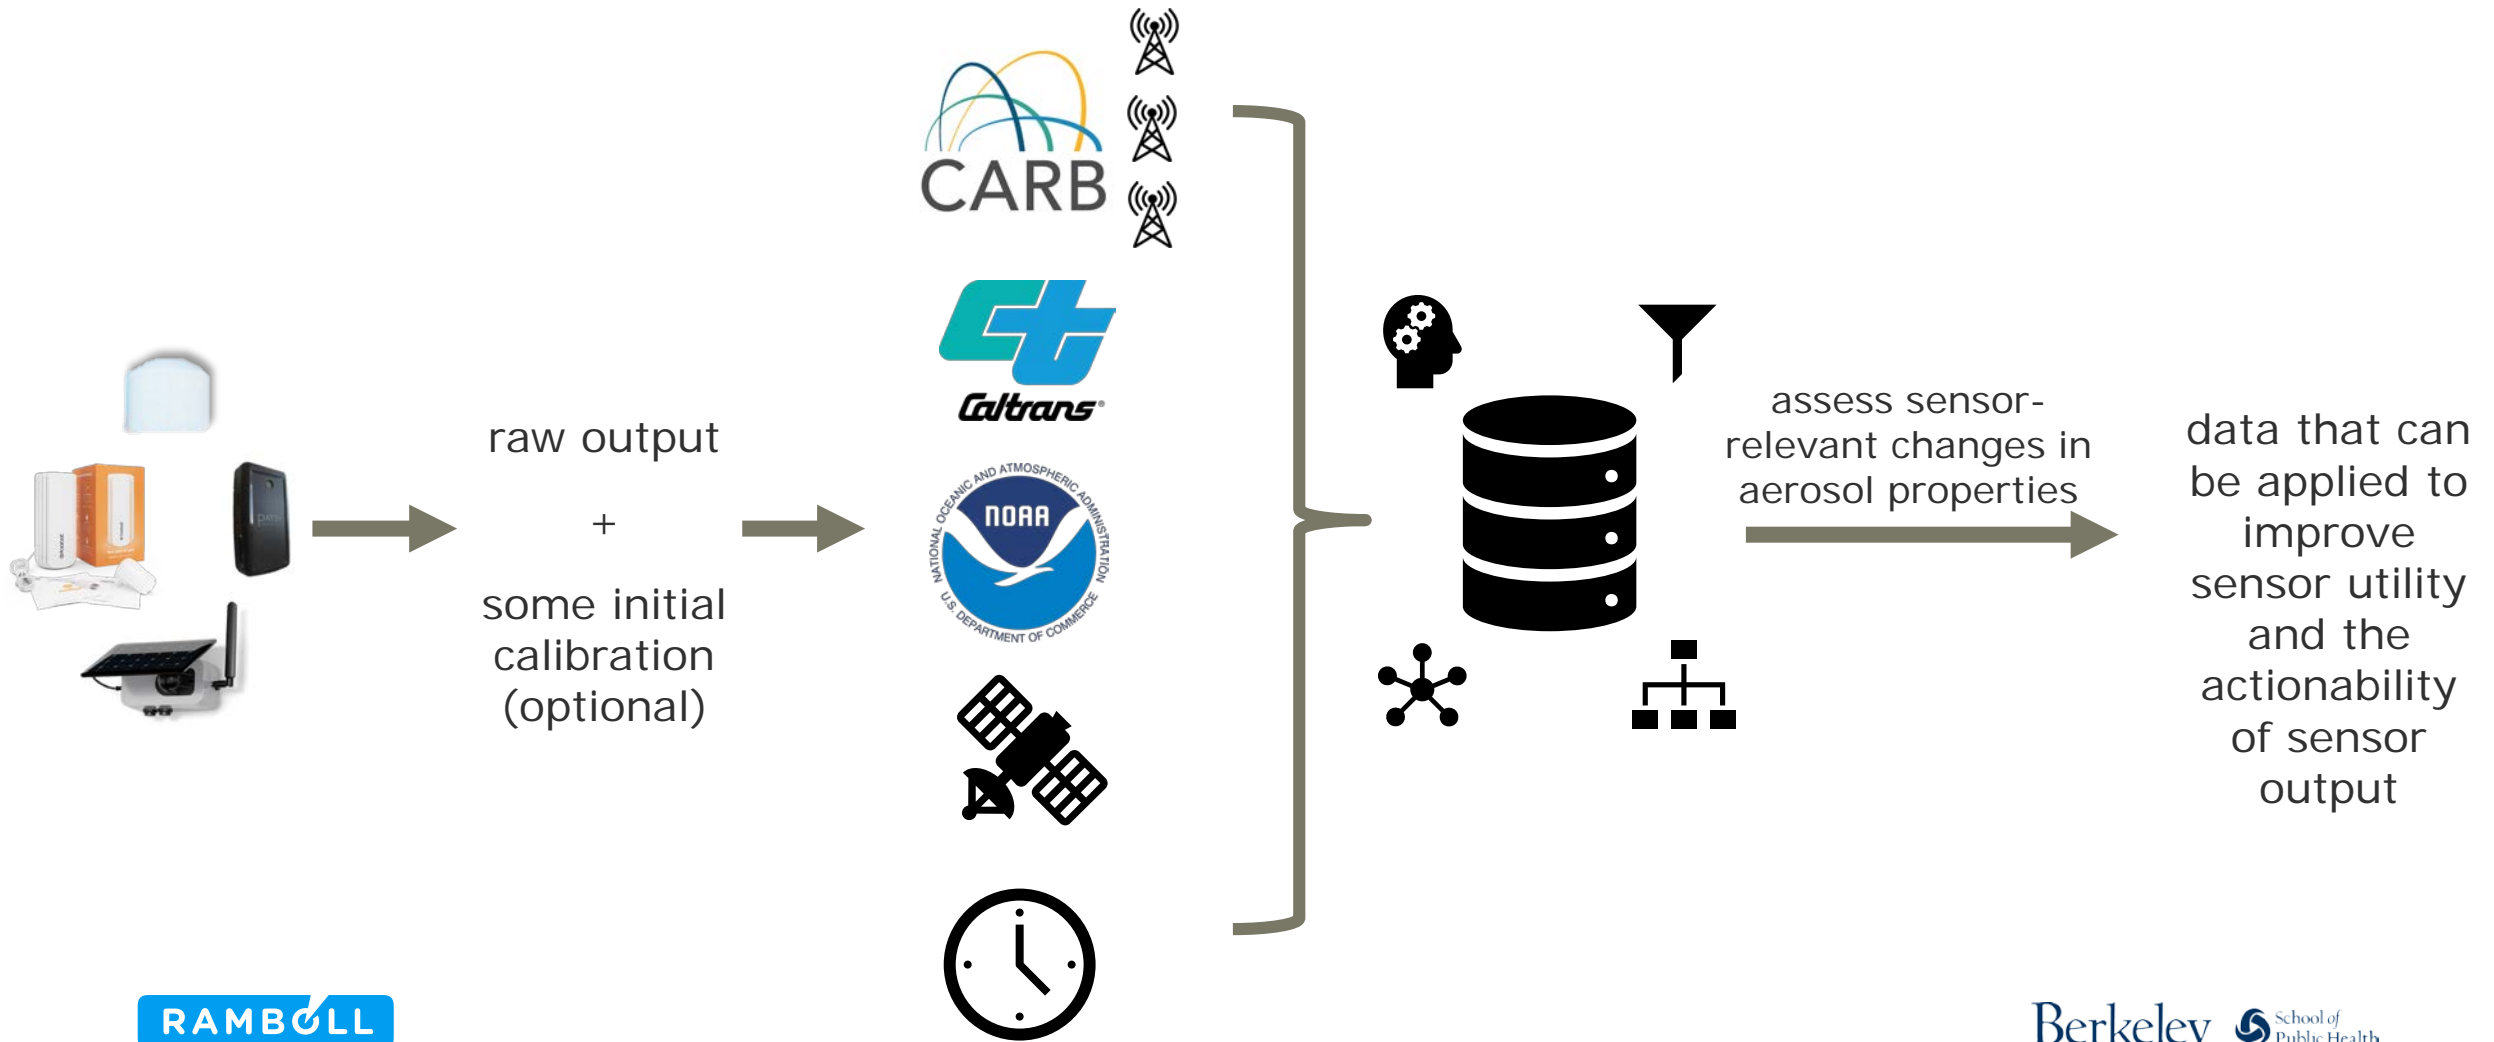 raw output
+
some initial
calibration
(optional)
CARB
Caltrans®
NATIONAL OCEANIC AND ATMOSPHERIC ADMINISTRATION
NOAA
U.S. DEPARTMENT OF COMMERCE
assess sensor-
relevant changes in
aerosol properties
data that can
be applied to
improve
sensor utility
and the
actionability
of sensor
output
RAMBOLL
Berkeley
School of
Public Health